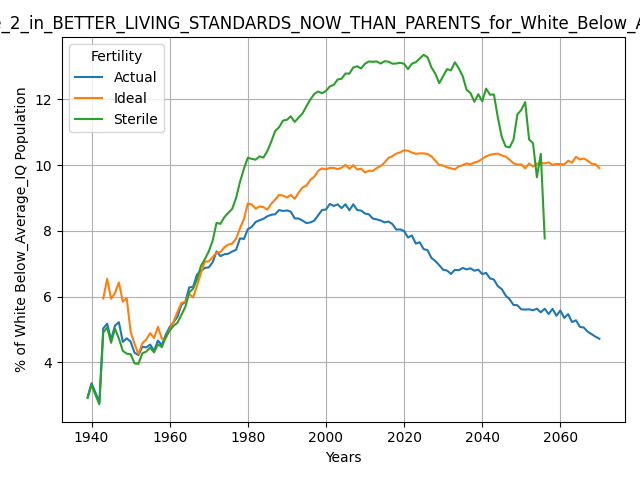 _2_in_BETTER_LIVING_STANDARDS_NOW_THAN_PARENTS_for_White_Below_A
Fertility
Actual
Ideal
Sterile
% of White Below_Average_IQ Population
12
10
8
6
4
1940 1960 1980 2000 2020 2040 2060
Years